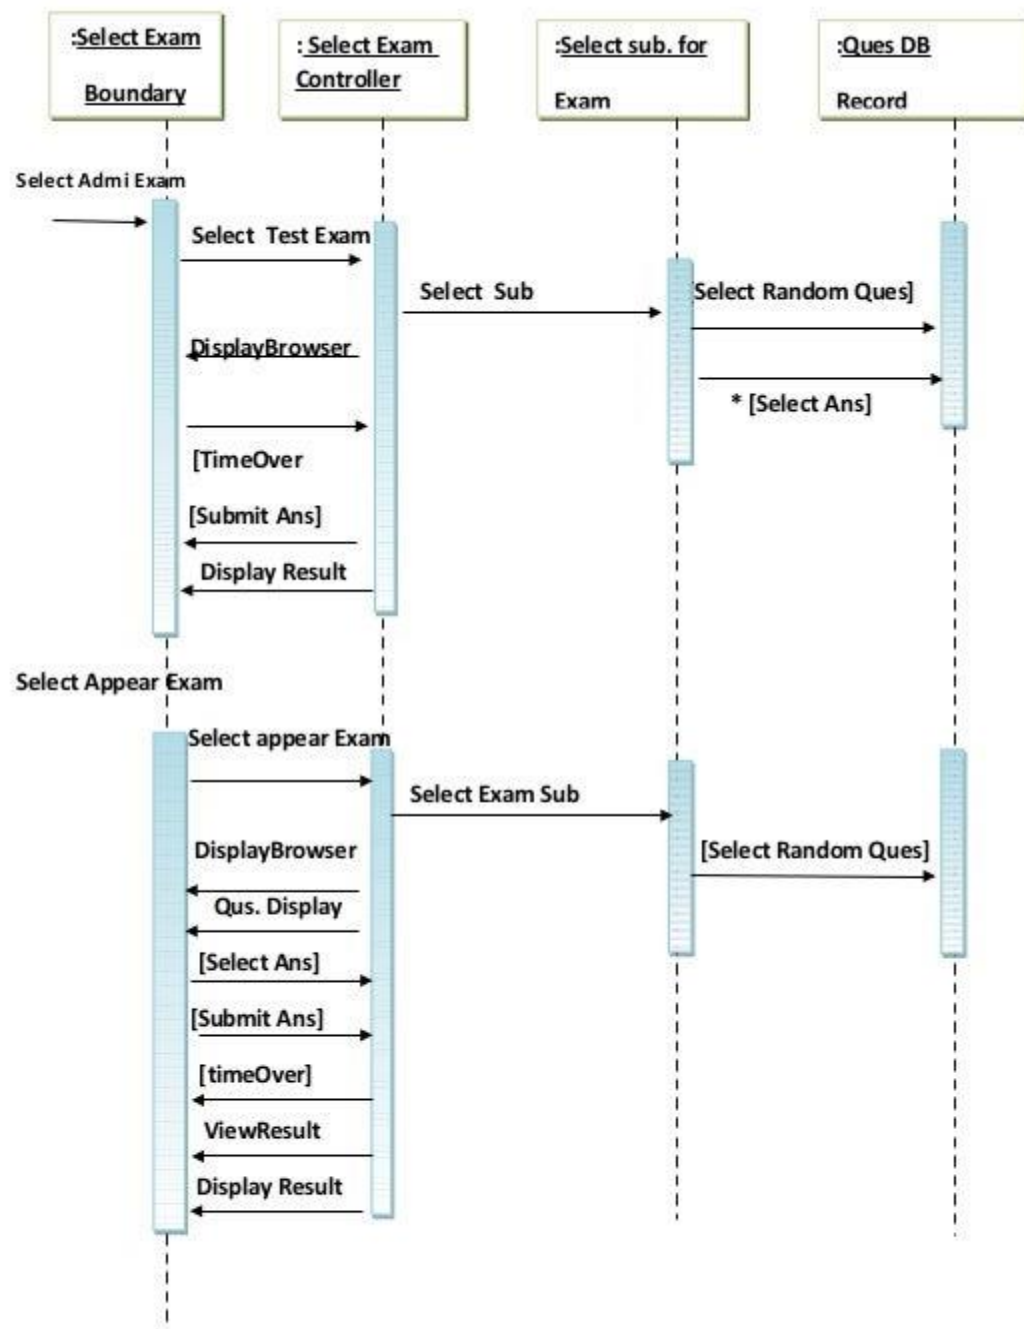 :Select Exam
Boundary
: Select Exam
Controller
:Select sub. for
Exam
:Ques DB
Record
Select Admi Exam
Select Test Exam
Select Sub
Select Random Ques]
DisplayBrowser
* [Select Ans]
[TimeOver
[Submit Ans]
Display Result
Select Appear Exam
Select appear Exam
Select Exam Sub
DisplayBrowser
[Select Random Ques]
Qus. Display
[Select Ans]
[Submit Ans]
[timeOver]
ViewResult
Display Result